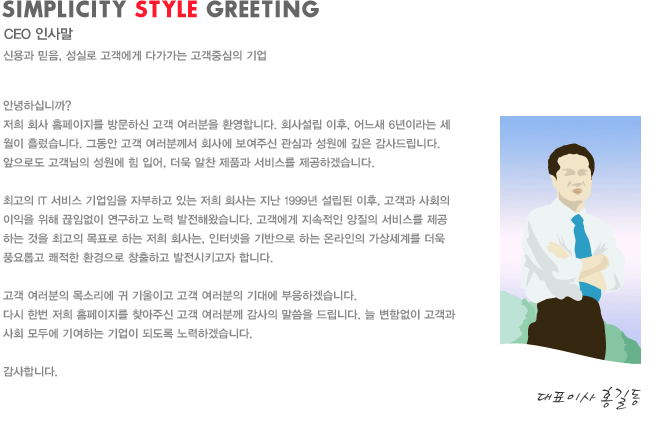 SIMPLICITY STYLE GREETING
CEO 인사말
신용과 믿음, 성실로 고객에게 다가가는 고객중심의 기업
안녕하십니까?
저희 회사 홈페이지를 방문하신 고객 여러분을 환영합니다. 회사설립 이후, 어느새 6년이라는 세
월이 흘렀습니다. 그동안 고객 여러분께서 회사에 보여주신 관심과 성원에 깊은 감사드립니다.
앞으로도 고객님의 성원에 힘 입어, 더욱 알찬 제품과 서비스를 제공하겠습니다.
최고의 IT 서비스 기업임을 자부하고 있는 저희 회사는 지난 1999년 설립된 이후, 고객과 사회의
이익을 위해 끊임없이 연구하고 노력 발전해왔습니다. 고객에게 지속적인 양질의 서비스를 제공
하는 것을 최고의 목표로 하는 저희 회사는, 인터넷을 기반으로 하는 온라인의 가상세계를 더욱
풍요롭고 쾌적한 환경으로 창출하고 발전시키고자 합니다.
고객 여러분의 목소리에 귀 기울이고 고객 여러분의 기대에 부응하겠습니다.
다시 한번 저희 홈페이지를 찾아주신 고객 여러분께 감사의 말씀을 드립니다. 늘 변함없이 고객과
사회 모두에 기여하는 기업이 되도록 노력하겠습니다.
감사합니다.
대표이사 홍길동